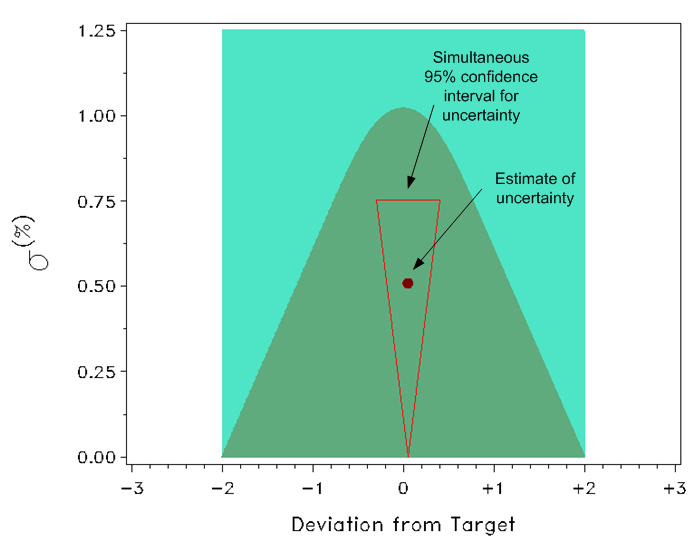 1.25
1.00
0.75
0.50
0.25
0.00
σ(%)
Simultaneous
95% confidence
interval for
uncertainty
Estimate of
uncertainty
−3 −2 −1 0 +1 +2 +3
Deviation from Target